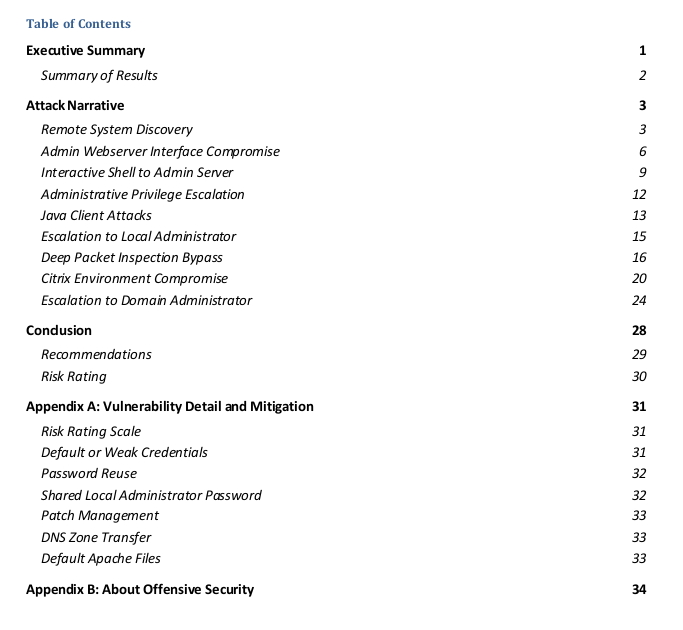 Table of Contents
Executive Summary 1
Summary of Results 2
Attack Narrative 3
Remote System Discovery 3
Admin Webserver Interface Compromise 6
Interactive Shell to Admin Server 9
Administrative Privilege Escalation 12
Java Client Attacks 13
Escalation to Local Administrator 15
Deep Packet Inspection Bypass 16
Citrix Environment Compromise 20
Escalation to Domain Administrator 24
Conclusion 28
Recommendations 29
Risk Rating 30
Appendix A: Vulnerability Detail and Mitigation 31
Risk Rating Scale 31
Default or Weak Credentials 31
Password Reuse 32
Shared Local Administrator Password 32
Patch Management 33
DNS Zone Transfer 33
Default Apache Files 33
Appendix B: About Offensive Security 34